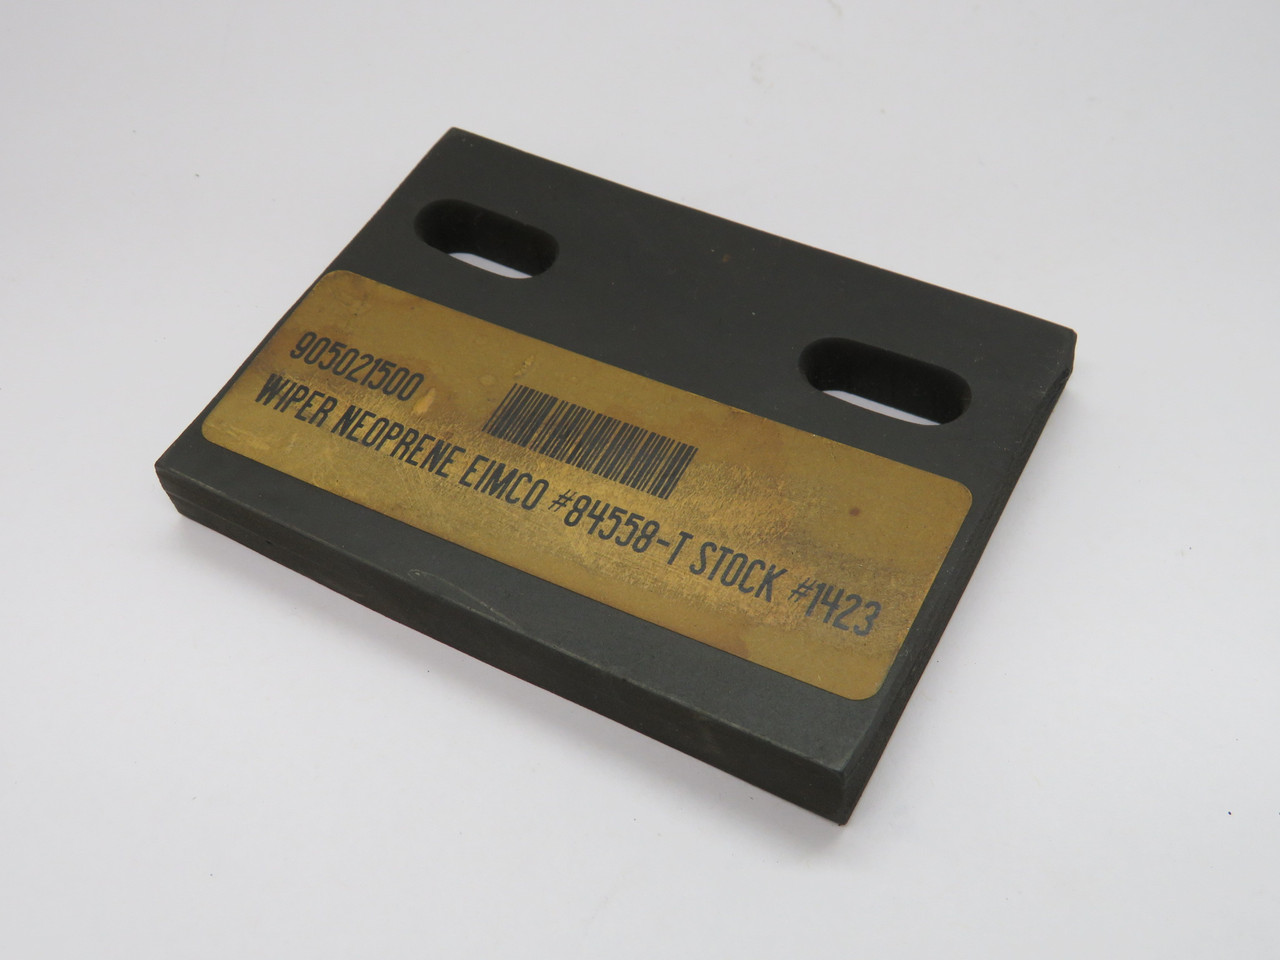 905021500
WIPER NEOPRENE EIMCO #84558-T STOCK #1423